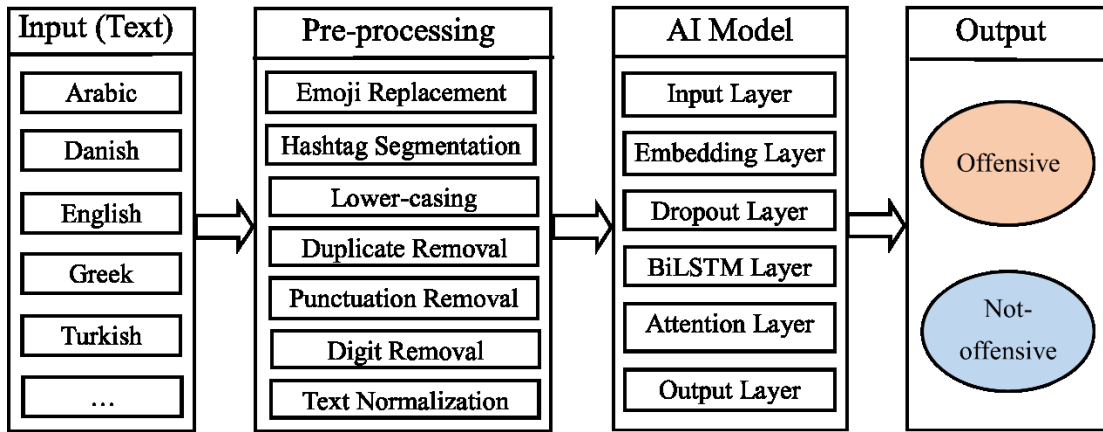 Input (Text)
Arabic
Danish
English
Greek
Turkish
...
Pre-processing
Emoji Replacement
Hashtag Segmentation
Lower-casing
Duplicate Removal
Punctuation Removal
Digit Removal
Text Normalization
AI Model
Input Layer
Embedding Layer
Dropout Layer
BiLSTM Layer
Attention Layer
Output Layer
Output
Offensive
Not-
offensive